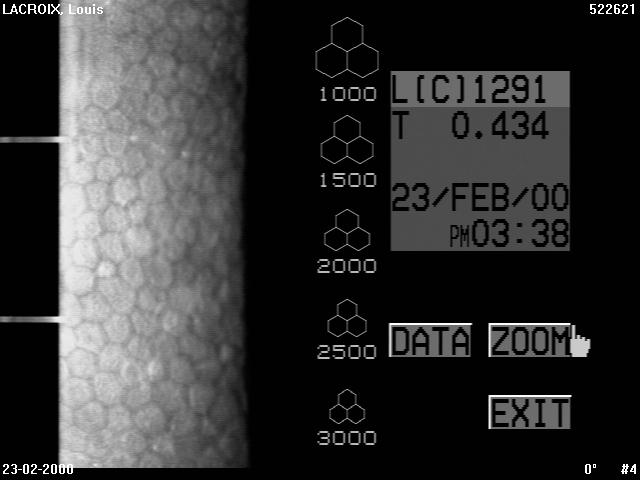 LACROIX, Louis
522621
1000
1500
2000
2500
3000
L(C)1291
T 0.434
23/FEB/00
PM03:38
DATA
ZOOM
EXIT
23-02-2000
0°
#4